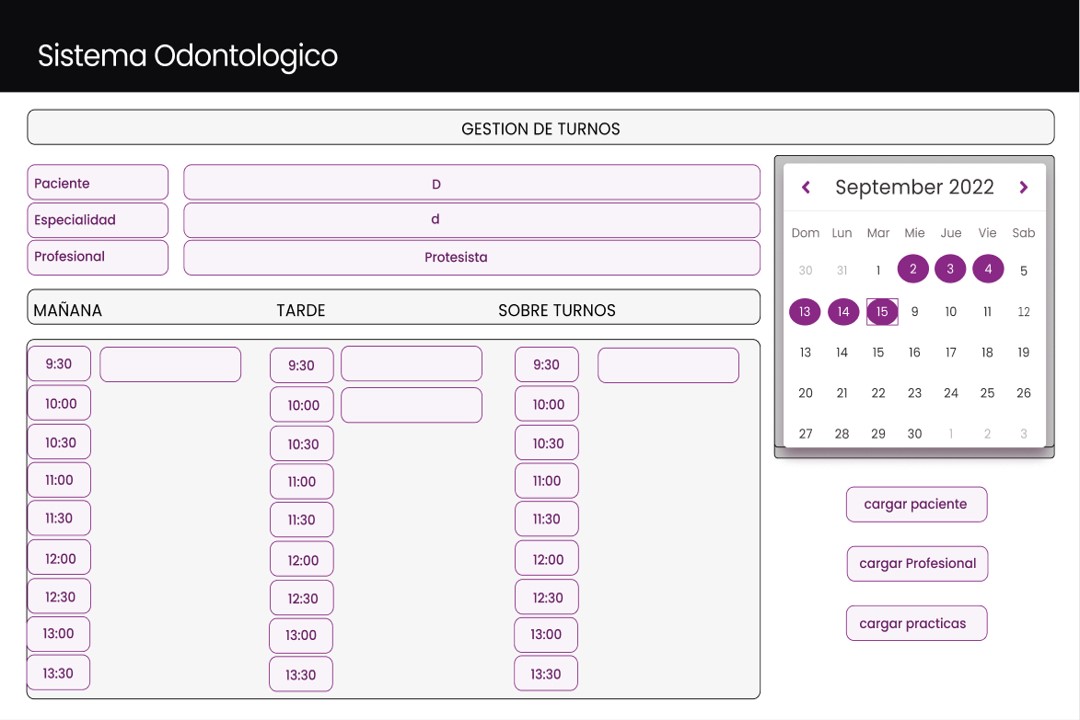 Sistema Odontologico
GESTION DE TURNOS
Paciente D
Especialidad d
Profesional Protesista
MAÑANA TARDE SOBRE TURNOS
9:30 9:30 9:30
10:00 10:00 10:00
10:30 10:30 10:30
11:00 11:00 11:00
11:30 11:30 11:30
12:00 12:00 12:00
12:30 12:30 12:30
13:00 13:00 13:00
13:30 13:30 13:30
September 2022
Dom Lun Mar Mie Jue Vie Sab
30 31 1 2 3 4 5
13 14 15 9 10 11 12
13 14 15 16 17 18 19
20 21 22 23 24 25 26
27 28 29 30 1 2 3
cargar paciente
cargar Profesional
cargar practicas